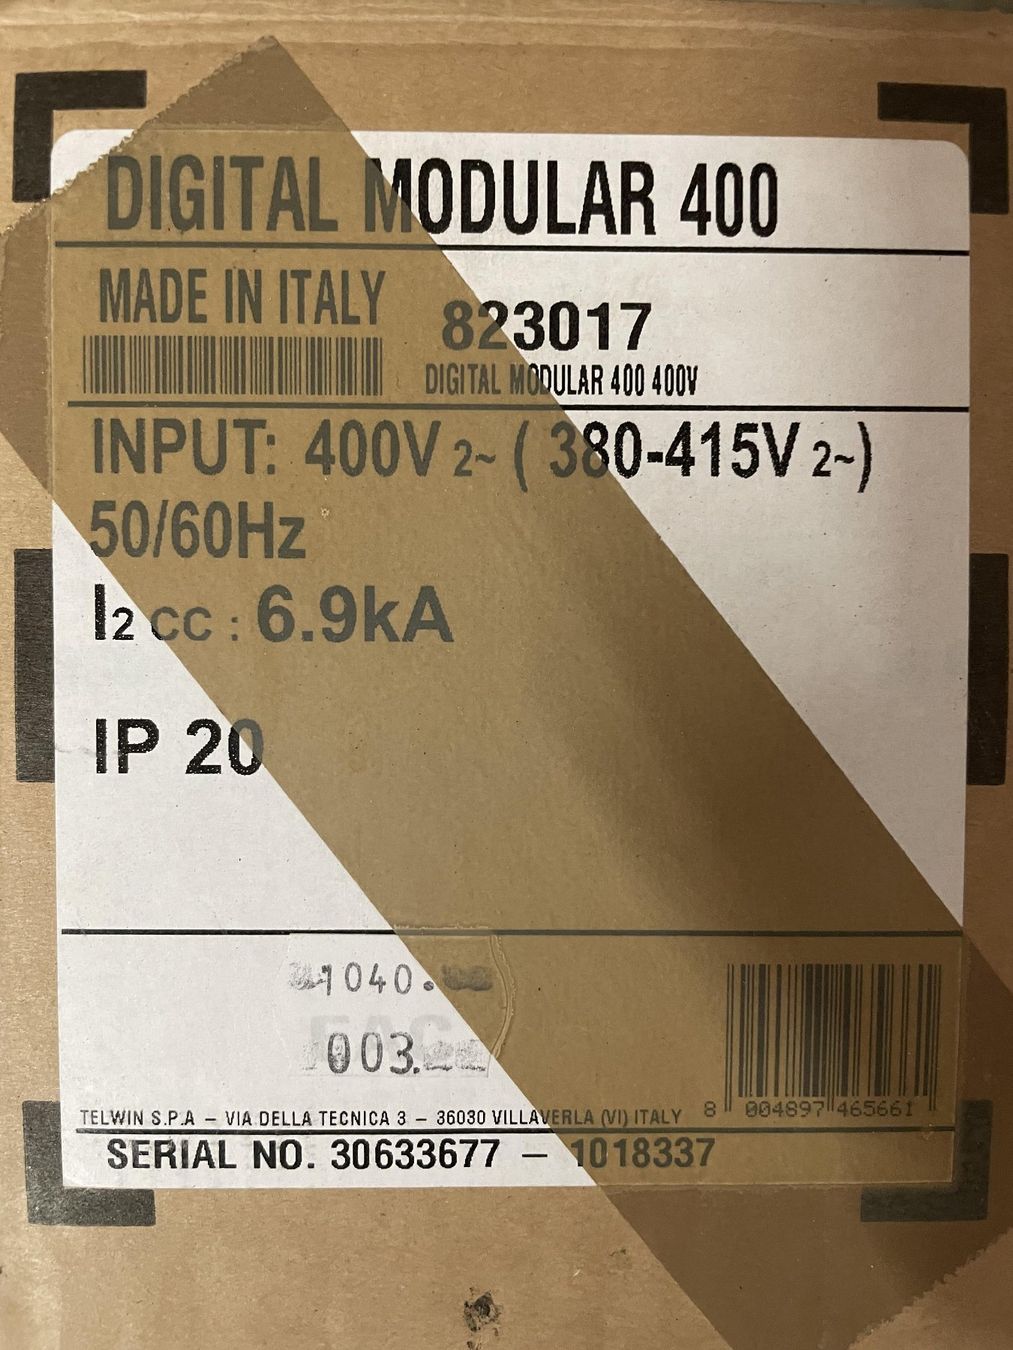 DIGITAL MODULAR 400
MADE IN ITALY
823017
DIGITAL MODULAR 400 400V
INPUT: 400V 2~ ( 380-415V 2~)
50/60Hz
I2 CC : 6.9kA
IP 20
1040.
003.
TELWIN S.P.A – VIA DELLA TECNICA 3 – 36030 VILLAVERLA (VI) ITALY
8 004897 465661
SERIAL NO. 30633677 – 1018337